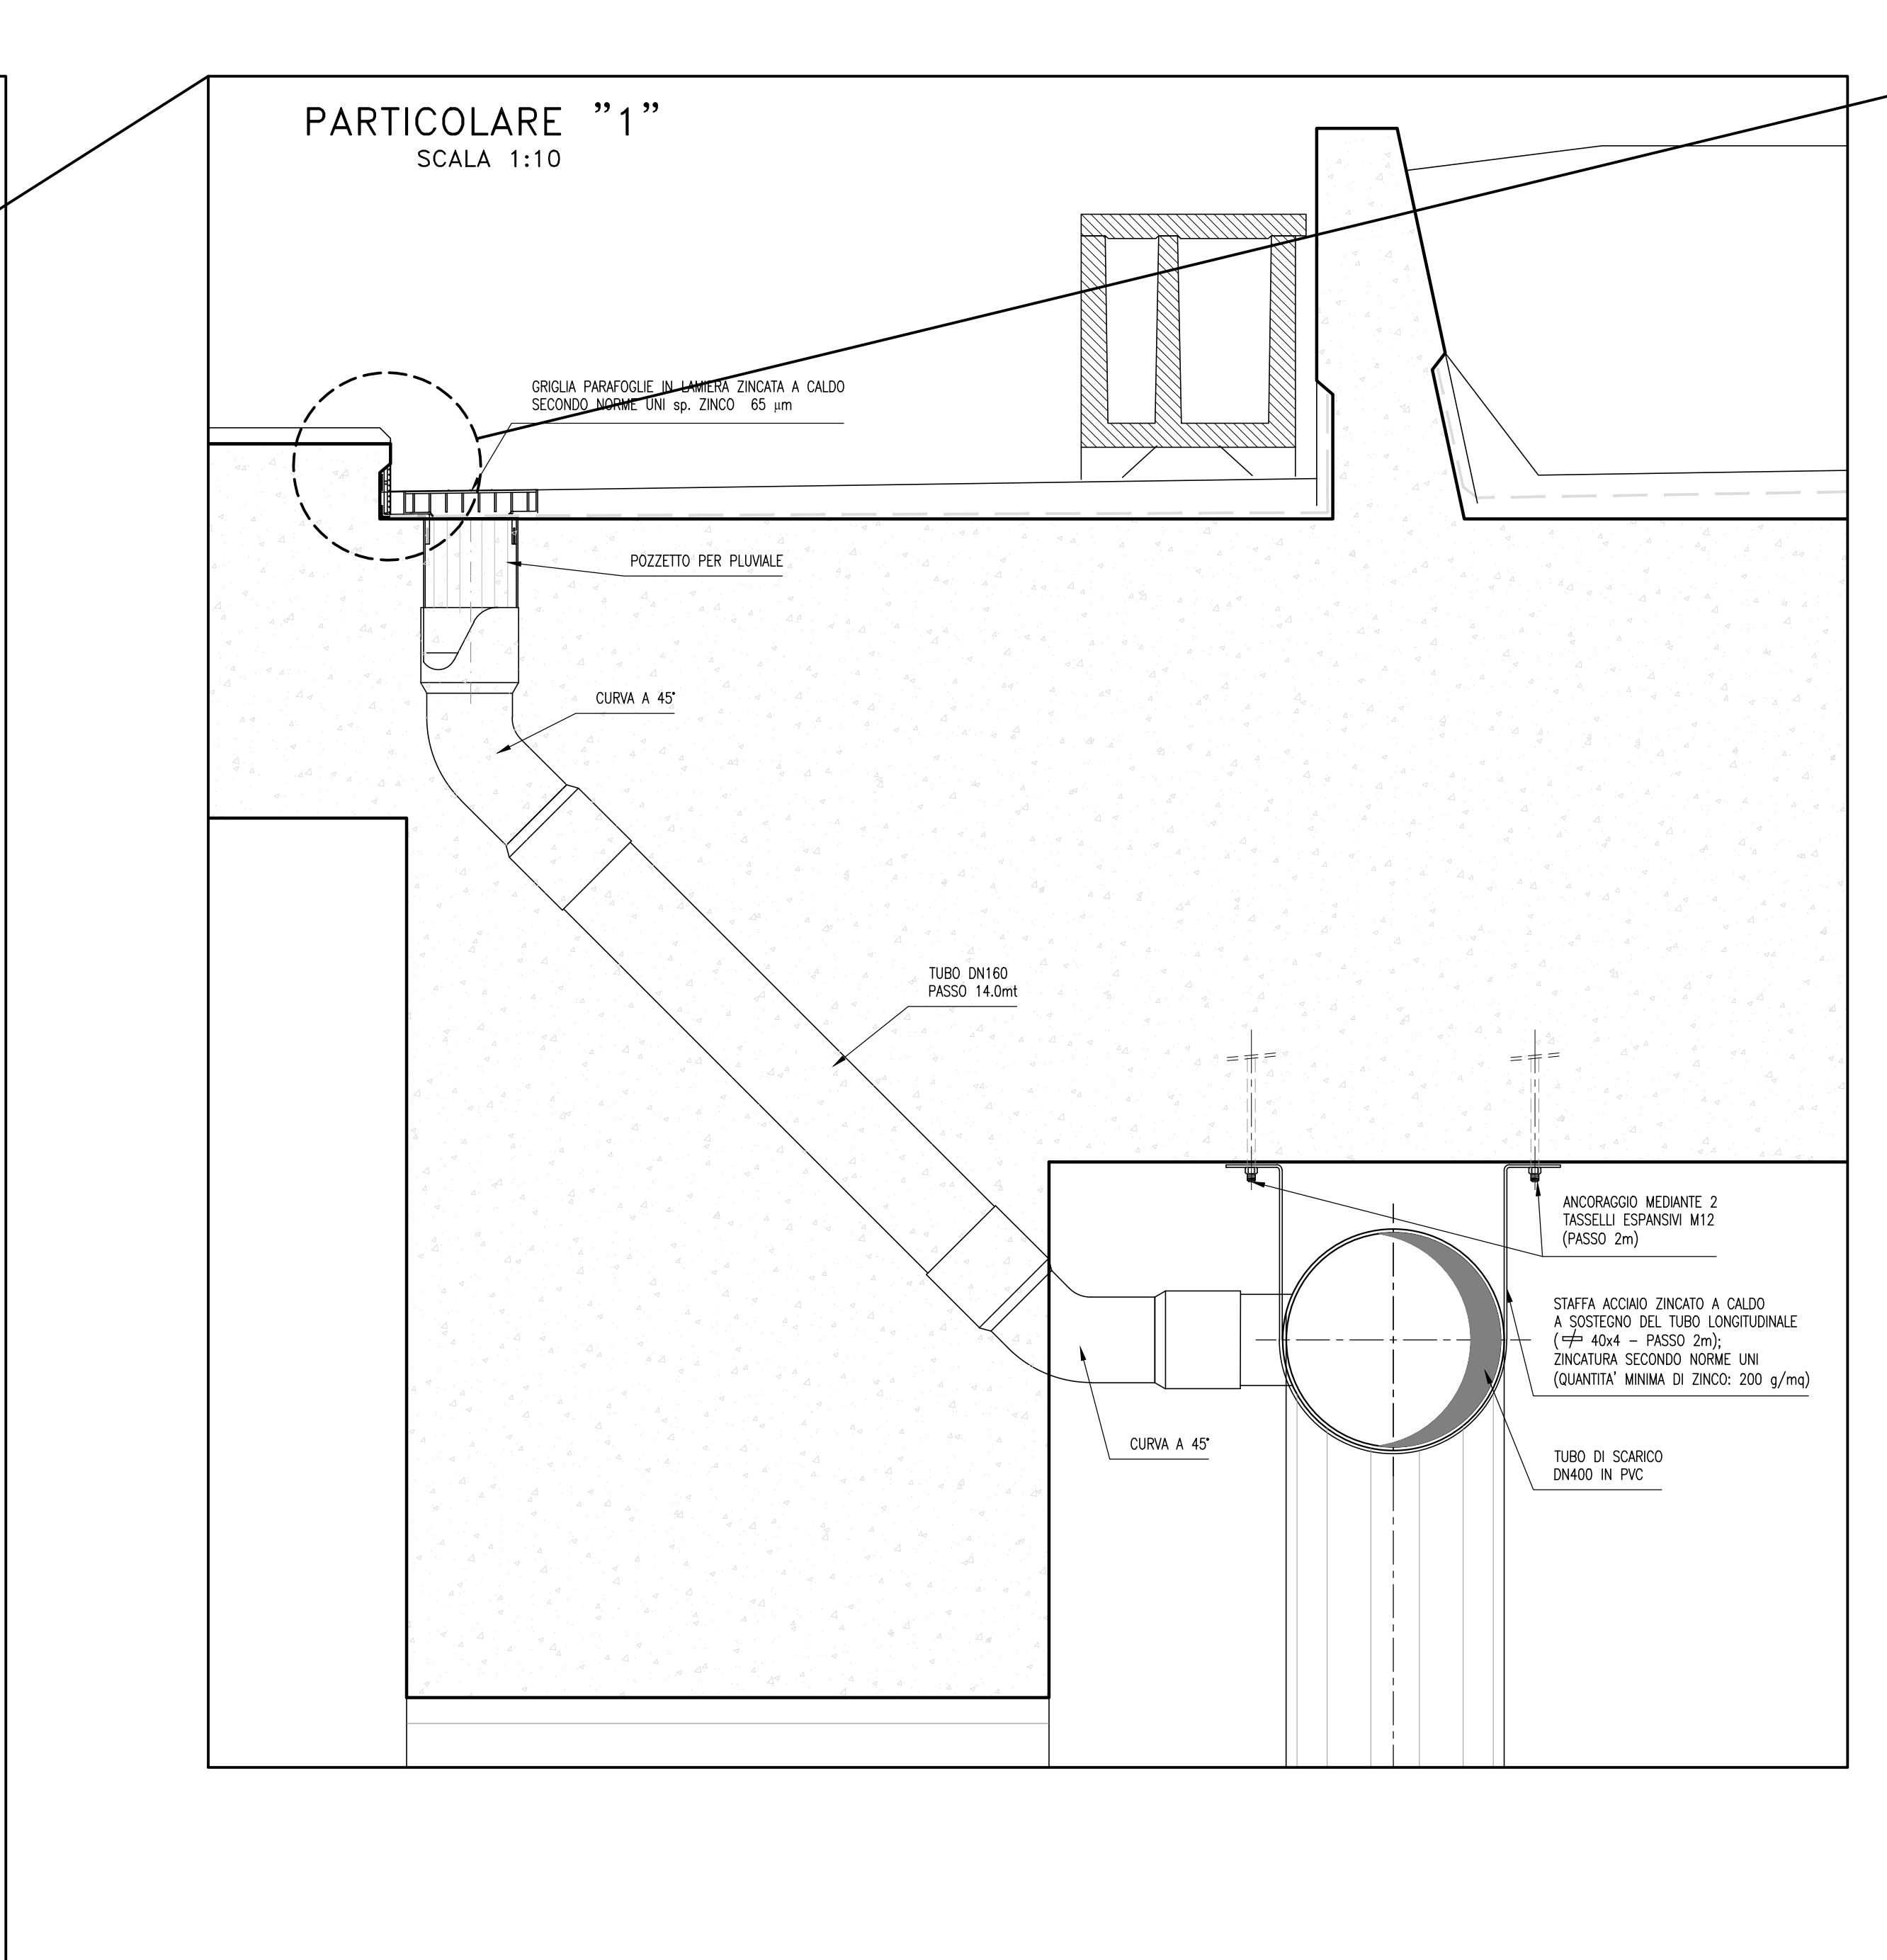 PARTICOLARE "1"
SCALA 1:10
GRIGLIA PARAFOGLIE IN LAMIERA ZINCATA A CALDO
SECONDO NORME UNI sp. ZINCO 65 μm
POZZETTO PER PLUVIALE
CURVA A 45°
TUBO DN160
PASSO 14.0mt
ANCORAGGIO MEDIANTE 2
TASSELLI ESPANSIVI M12
(PASSO 2m)
STAFFA ACCIAIO ZINCATO A CALDO
A SOSTEGNO DEL TUBO LONGITUDINALE
( 40x4 - PASSO 2m);
ZINCATURA SECONDO NORME UNI
(QUANTITA' MINIMA DI ZINCO: 200 g/mq)
CURVA A 45°
TUBO DI SCARICO
DN400 IN PVC